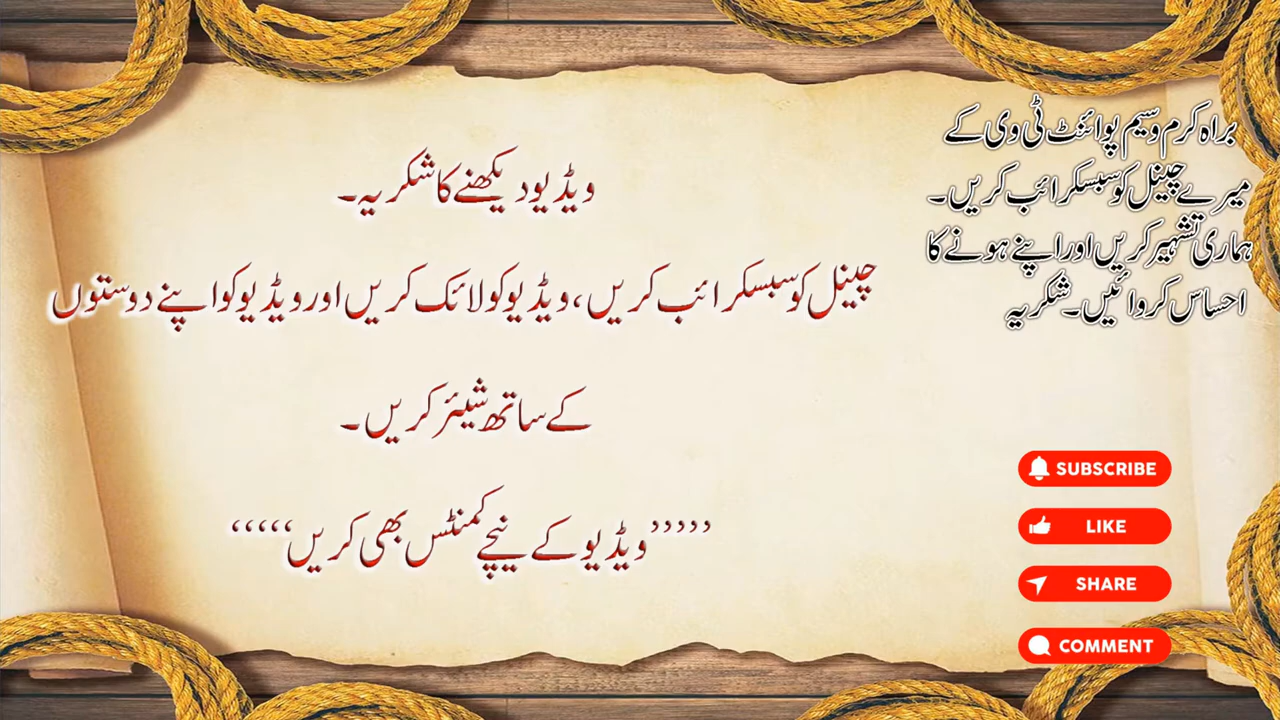 ویڈیو دیکھنے کا شکریہ۔
چینل کو سبسکرائب کریں، ویڈیو کو لائک کریں اور ویڈیو کو اپنے دوستوں
کے ساتھ شیئر کریں۔
’’’’’ویڈیو کے نیچے کمنٹس بھی کریں‘‘‘‘‘
براہ کرم وسیم پوائنٹ ٹی وی کے
میرے چینل کو سبسکرائب کریں۔
ہماری تشہیر کریں اور اپنے ہونے کا
احساس کروائیں۔ شکریہ
SUBSCRIBE
LIKE
SHARE
COMMENT